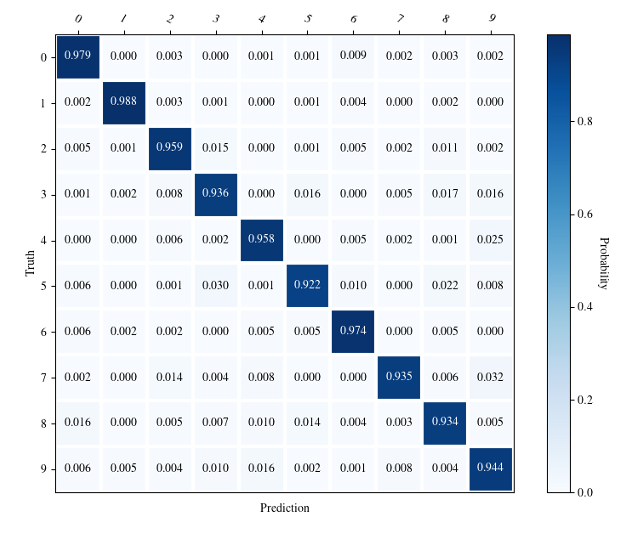 0 1 2 3 4 5 6 7 8 9
0 0.979 0.000 0.003 0.000 0.001 0.001 0.009 0.002 0.003 0.002
1 0.002 0.988 0.003 0.001 0.000 0.001 0.004 0.000 0.002 0.000
2 0.005 0.001 0.959 0.015 0.000 0.001 0.005 0.002 0.011 0.002
3 0.001 0.002 0.008 0.936 0.000 0.016 0.000 0.005 0.017 0.016
4 0.000 0.000 0.006 0.002 0.958 0.000 0.005 0.002 0.001 0.025
5 0.006 0.000 0.001 0.030 0.001 0.922 0.010 0.000 0.022 0.008
6 0.006 0.002 0.002 0.000 0.005 0.005 0.974 0.000 0.005 0.000
7 0.002 0.000 0.014 0.004 0.008 0.000 0.000 0.935 0.006 0.032
8 0.016 0.000 0.005 0.007 0.010 0.014 0.004 0.003 0.934 0.005
9 0.006 0.005 0.004 0.010 0.016 0.002 0.001 0.008 0.004 0.944
Truth
Prediction
0.8
0.6
0.4
0.2
0.0
Probability